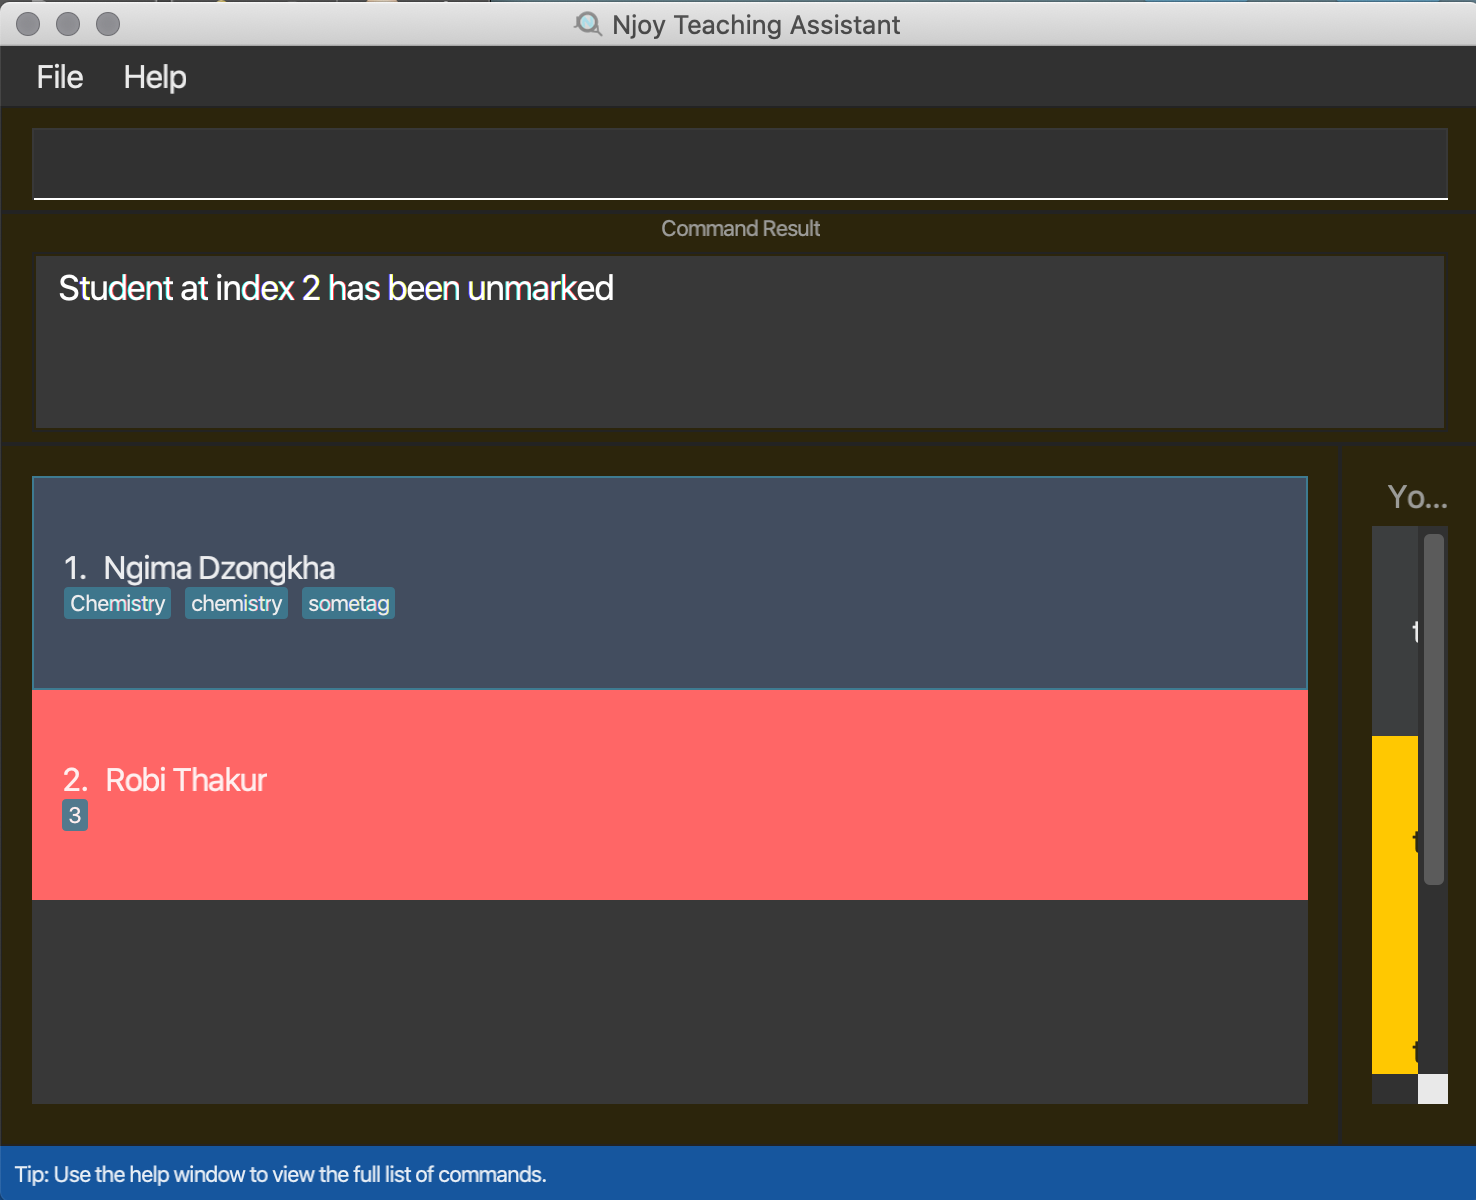 Njoy Teaching Assistant
File Help
Command Result
Student at index 2 has been unmarked
Yo...
1. Ngima Dzongkha
Chemistry chemistry sometag
t
2. Robi Thakur
3
t
t
Tip: Use the help window to view the full list of commands.